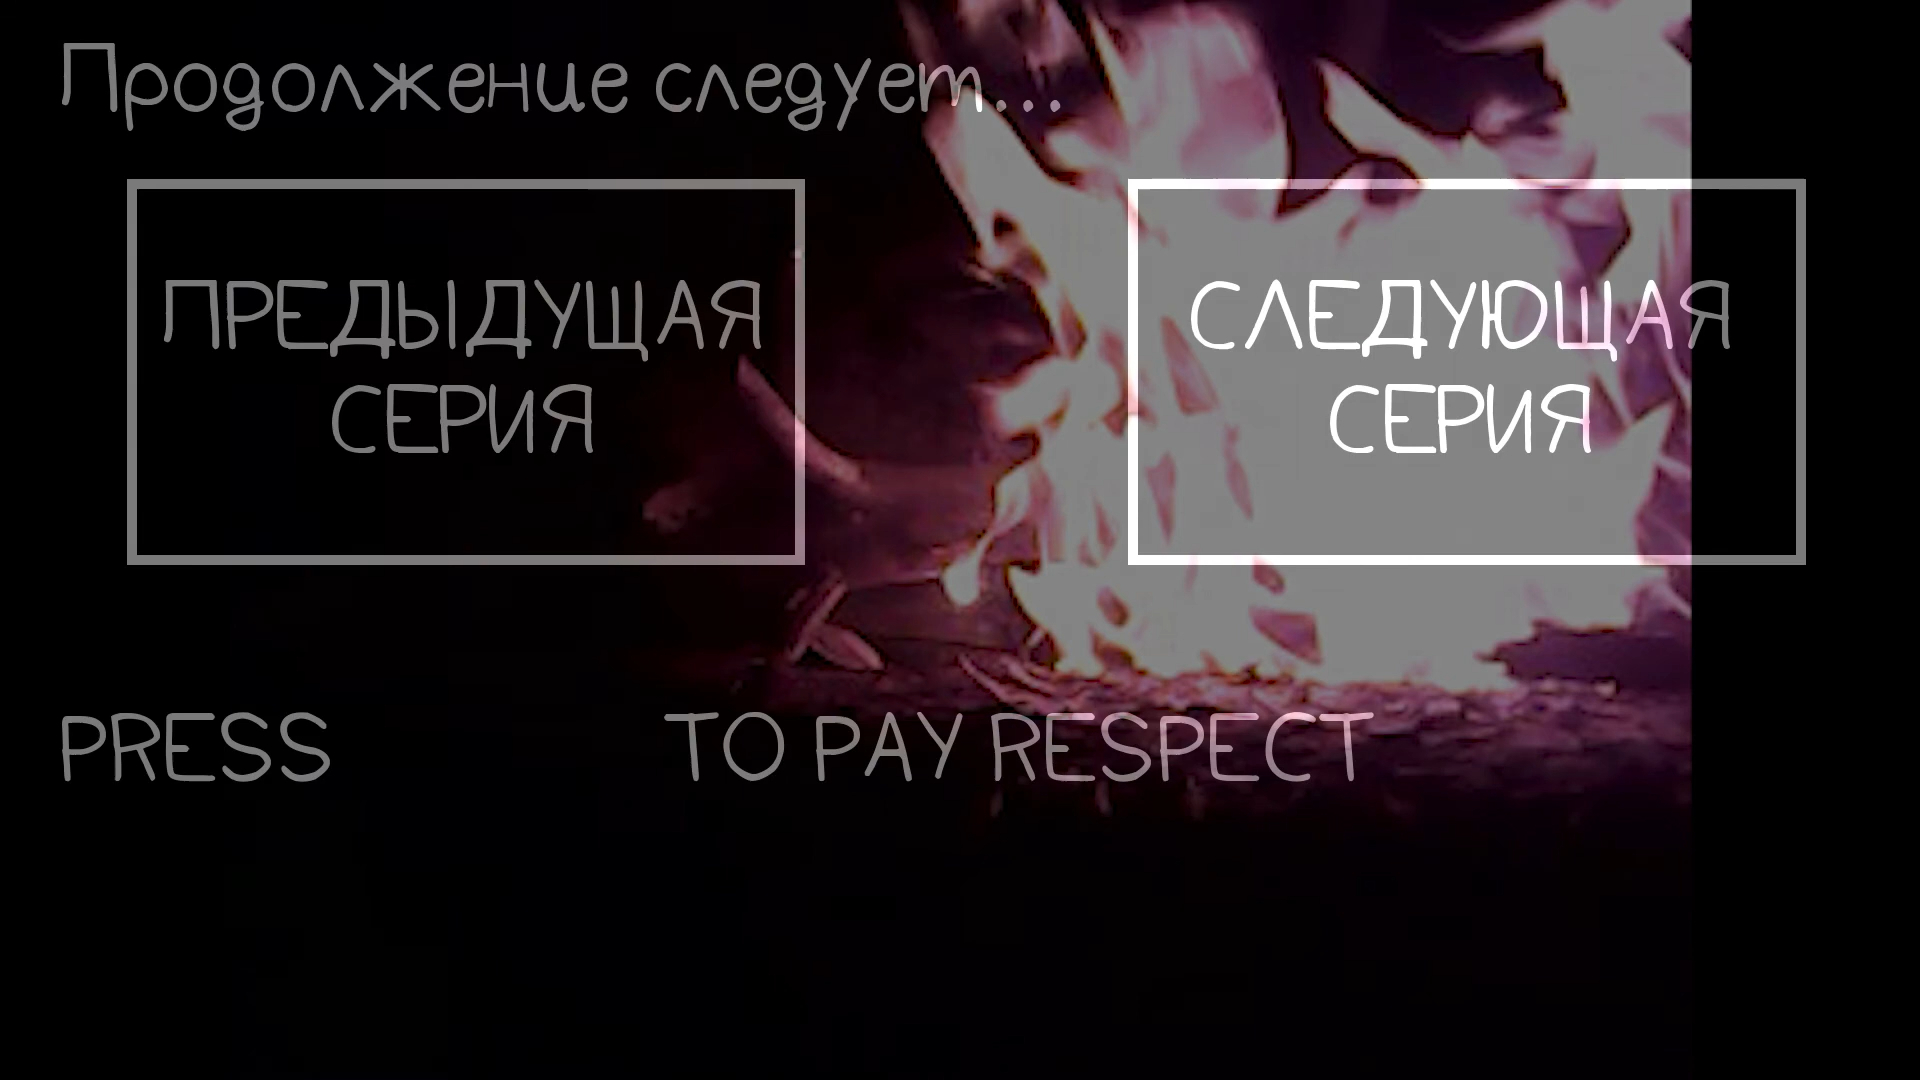 Продолжение следует...
ПРЕДЫДУЩАЯ
СЕРИЯ
СЛЕДУЮЩАЯ
СЕРИЯ
PRESS TO PAY RESPECT